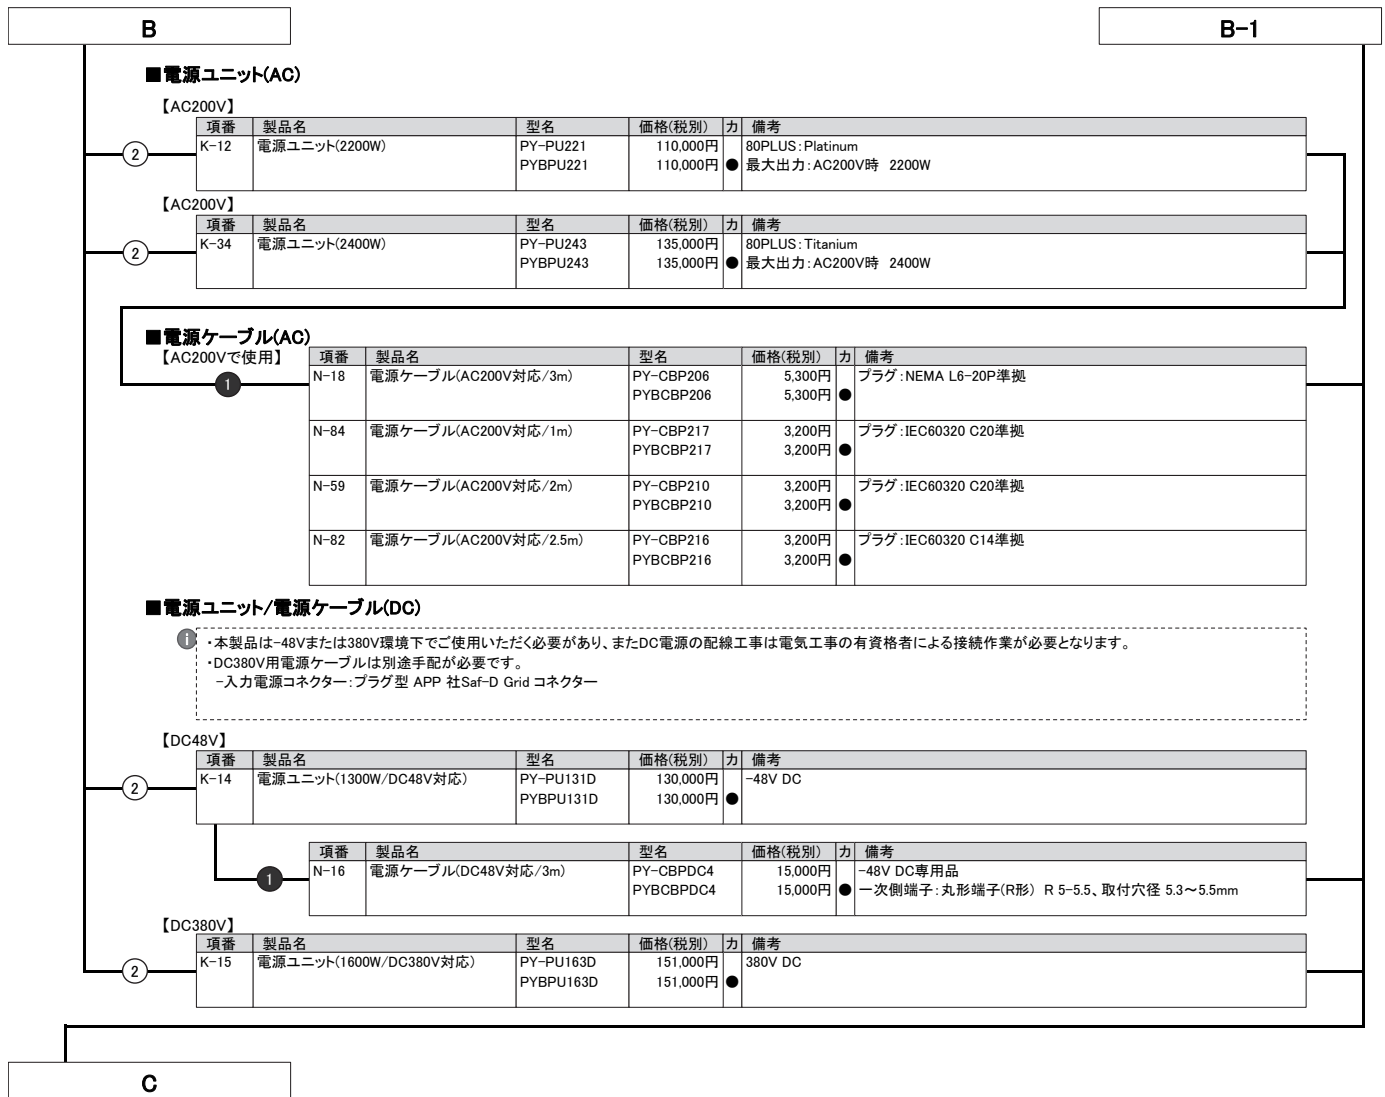 B
B-1
■電源ユニット(AC)
【AC200V】
項番 製品名 型名 価格(税別) カ 備考
② K-12 電源ユニット(2200W) PY-PU221 110,000円 80PLUS:Platinum
PYBPU221 110,000円 ● 最大出力:AC200V時 2200W
【AC200V】
項番 製品名 型名 価格(税別) カ 備考
② K-34 電源ユニット(2400W) PY-PU243 135,000円 80PLUS:Titanium
PYBPU243 135,000円 ● 最大出力:AC200V時 2400W
■電源ケーブル(AC)
【AC200Vで使用】 項番 製品名 型名 価格(税別) カ 備考
❶ N-18 電源ケーブル(AC200V対応/3m) PY-CBP206 5,300円 プラグ:NEMA L6-20P準拠
PYBCBP206 5,300円 ●
N-84 電源ケーブル(AC200V対応/1m) PY-CBP217 3,200円 プラグ:IEC60320 C20準拠
PYBCBP217 3,200円 ●
N-59 電源ケーブル(AC200V対応/2m) PY-CBP210 3,200円 プラグ:IEC60320 C20準拠
PYBCBP210 3,200円 ●
N-82 電源ケーブル(AC200V対応/2.5m) PY-CBP216 3,200円 プラグ:IEC60320 C14準拠
PYBCBP216 3,200円 ●
■電源ユニット/電源ケーブル(DC)
i ・本製品は-48Vまたは380V環境下でご使用いただく必要があり、またDC電源の配線工事は電気工事の有資格者による接続作業が必要となります。
・DC380V用電源ケーブルは別途手配が必要です。
-入力電源コネクター:プラグ型 APP 社Saf-D Grid コネクター
【DC48V】
項番 製品名 型名 価格(税別) カ 備考
② K-14 電源ユニット(1300W/DC48V対応) PY-PU131D 130,000円 -48V DC
PYBPU131D 130,000円 ●
項番 製品名 型名 価格(税別) カ 備考
❶ N-16 電源ケーブル(DC48V対応/3m) PY-CBPDC4 15,000円 -48V DC専用品
PYBCBPDC4 15,000円 ● 一次側端子:丸形端子(R形) R 5-5.5、取付穴径 5.3～5.5mm
【DC380V】
項番 製品名 型名 価格(税別) カ 備考
② K-15 電源ユニット(1600W/DC380V対応) PY-PU163D 151,000円 380V DC
PYBPU163D 151,000円 ●
C